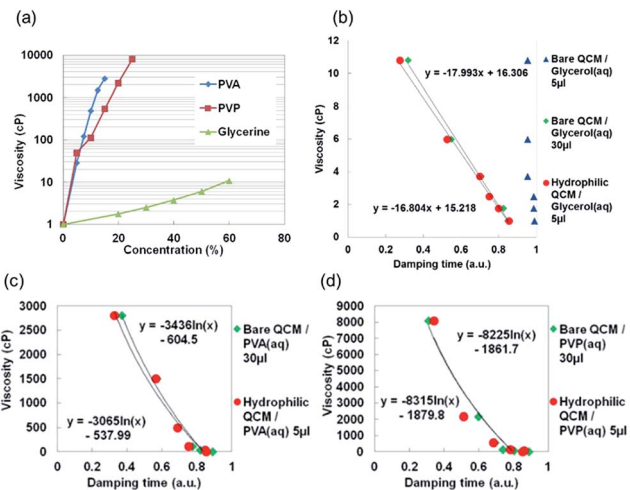 (a)
Viscosity (cP)
10000
1000
100
10
1
0
20
40
60
80
Concentration (%)
PVA
PVP
Glycerine
(b)
Viscosity (cP)
12
10
8
6
4
2
0
0
0.2
0.4
0.6
0.8
1
Damping time (a.u.)
y = -17.993x + 16.306
y = -16.804x + 15.218
Bare QCM /
Glycerol(aq)
5µl
Bare QCM /
Glycerol(aq)
30µl
Hydrophilic
QCM /
Glycerol(aq)
5µl
(c)
Viscosity (cP)
3000
2500
2000
1500
1000
500
0
0
0.2
0.4
0.6
0.8
1
Damping time (a.u.)
y = -3436ln(x)
- 604.5
y = -3065ln(x)
- 537.99
Bare QCM /
PVA(aq)
30µl
Hydrophilic
QCM /
PVA(aq) 5µl
(d)
Viscosity (cP)
9000
8000
7000
6000
5000
4000
3000
2000
1000
0
0
0.2
0.4
0.6
0.8
1
Damping time (a.u.)
y = -8225ln(x)
- 1861.7
y = -8315ln(x)
- 1879.8
Bare QCM /
PVP(aq)
30µl
Hydrophilic
QCM /
PVP(aq) 5µl